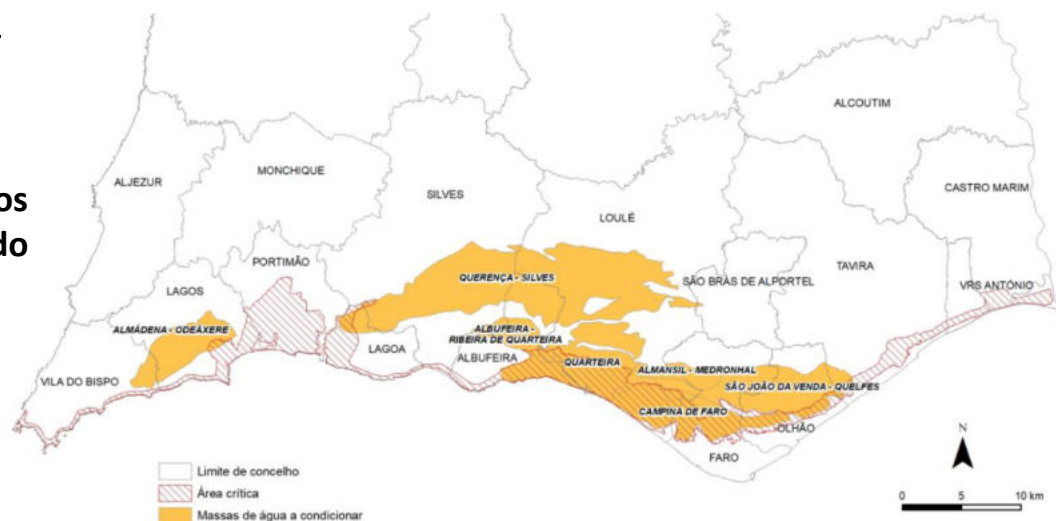 os
do
ALCOUTIM
MONCHIQUE
ALJEZUR
CASTRO MARIM
SILVES
LOULÉ
PORTIMÃO
TAVIRA
QUERENÇA - SILVES
SÃO BRÁS DE ALPORTEL
VRS ANTÓNIO
LAGOS
ALMÁDENA - ODEÁXERE
ALBUFEIRA -
RIBEIRA DE QUARTEIRA
LAGOA
ALBUFEIRA
QUARTEIRA
ALMANSIL - MEDRONHAL
VILA DO BISPO
SÃO JOÃO DA VENDA - QUELFES
CAMPINA DE FARO
OLHÃO
FARO
N
Limite de concelho
Área crítica
Massas de água a condicionar
0 5 10 km